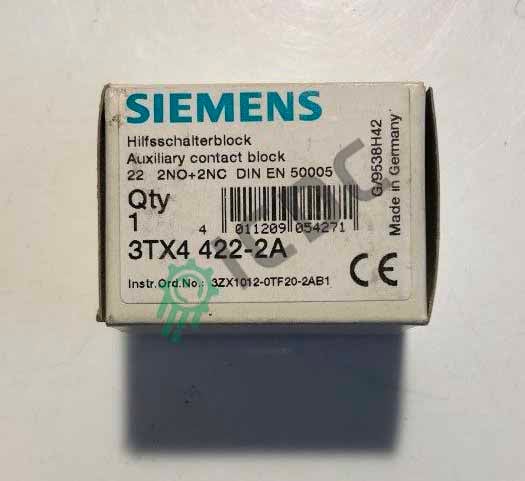 SIEMENS
Hilfsschalterblock
Auxiliary contact block
22 2NO+2NC DIN EN 50005
Qty
1
4 011209 054271
3TX4 422-2A
Instr.Ord.No.: 3ZX1012-0TF20-2AB1
CE
G/9538H42
Made in Germany
ICDC